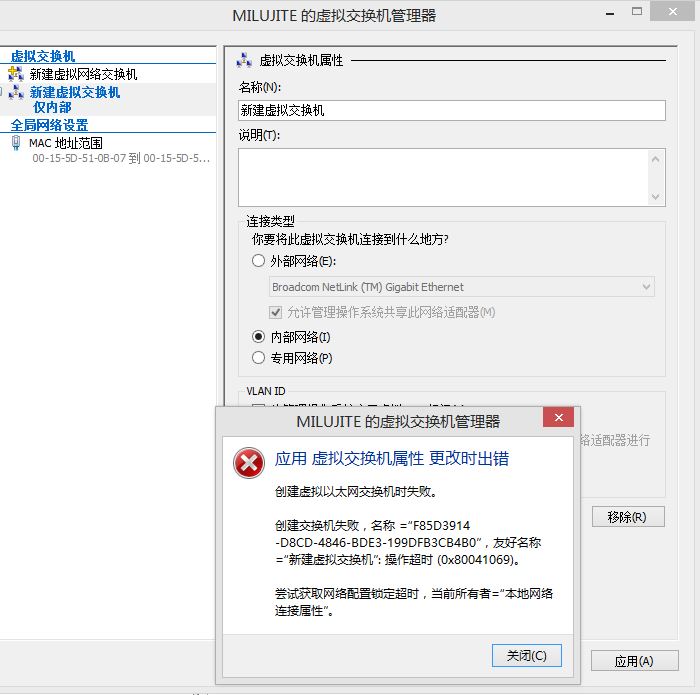 MILUJITE 的虚拟交换机管理器
虚拟交换机
新建虚拟网络交换机
新建虚拟交换机
仅内部
全局网络设置
MAC 地址范围
00-15-5D-51-0B-07 到 00-15-5D-5...
虚拟交换机属性
名称(N):
新建虚拟交换机
说明(T):
连接类型
你要将此虚拟交换机连接到什么地方?
外部网络(E):
Broadcom NetLink (TM) Gigabit Ethernet
允许管理操作系统共享此网络适配器(M)
内部网络(I)
专用网络(P)
VLAN ID
络适配器进行
移除(R)
应用(A)
MILUJITE 的虚拟交换机管理器
应用 虚拟交换机属性 更改时出错
创建虚拟以太网交换机时失败。
创建交换机失败，名称 =“F85D3914
-D8CD-4846-BDE3-199DFB3CB4B0”，友好名称
=“新建虚拟交换机”: 操作超时 (0x80041069)。
尝试获取网络配置锁定超时，当前所有者=“本地网络
连接属性”。
关闭(C)